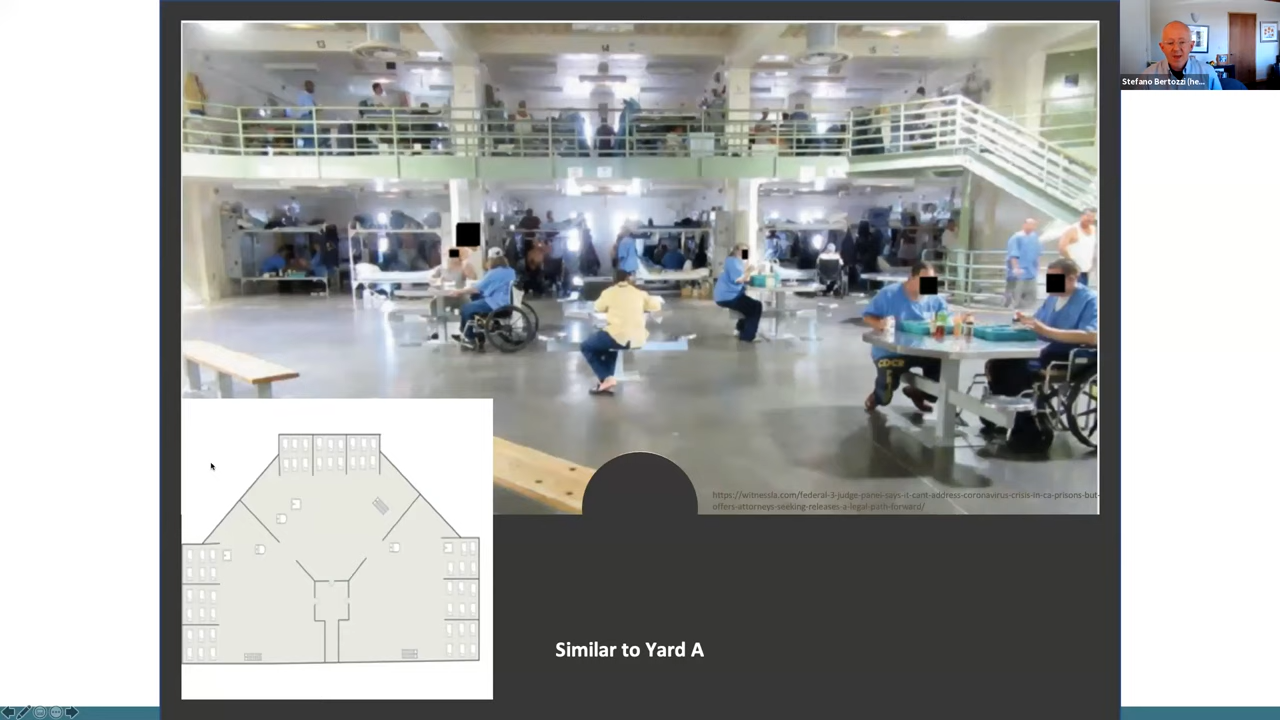 Stefano Bertozzi (he...
https://witnessla.com/federal-3-judge-panel-says-it-cant-address-coronavirus-crisis-in-ca-prisons-but-
offers-attorneys-seeking-releases-a-legal-path-forward/
Similar to Yard A